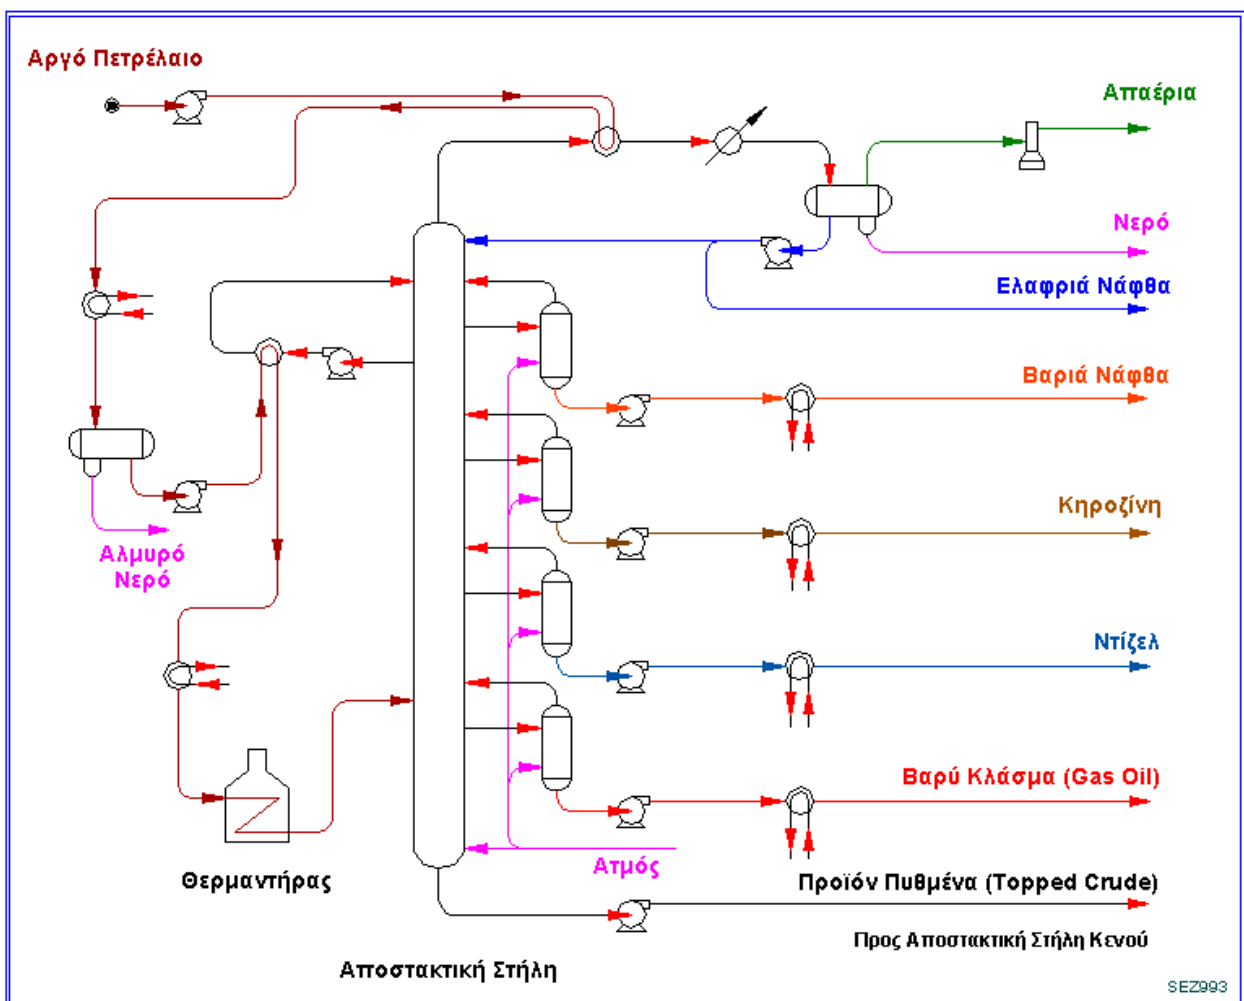 Αργό Πετρέλαιο
Απαέρια
Νερό
Ελαφριά Νάφθα
Βαριά Νάφθα
Κηροζίνη
Αλμυρό
Νερό
Ντίζελ
Βαρύ Κλάσμα (Gas Oil)
Ατμός
Θερμαντήρας
Προϊόν Πυθμένα (Topped Crude)
Προς Αποστακτική Στήλη Κενού
Αποστακτική Στήλη
SEZ993